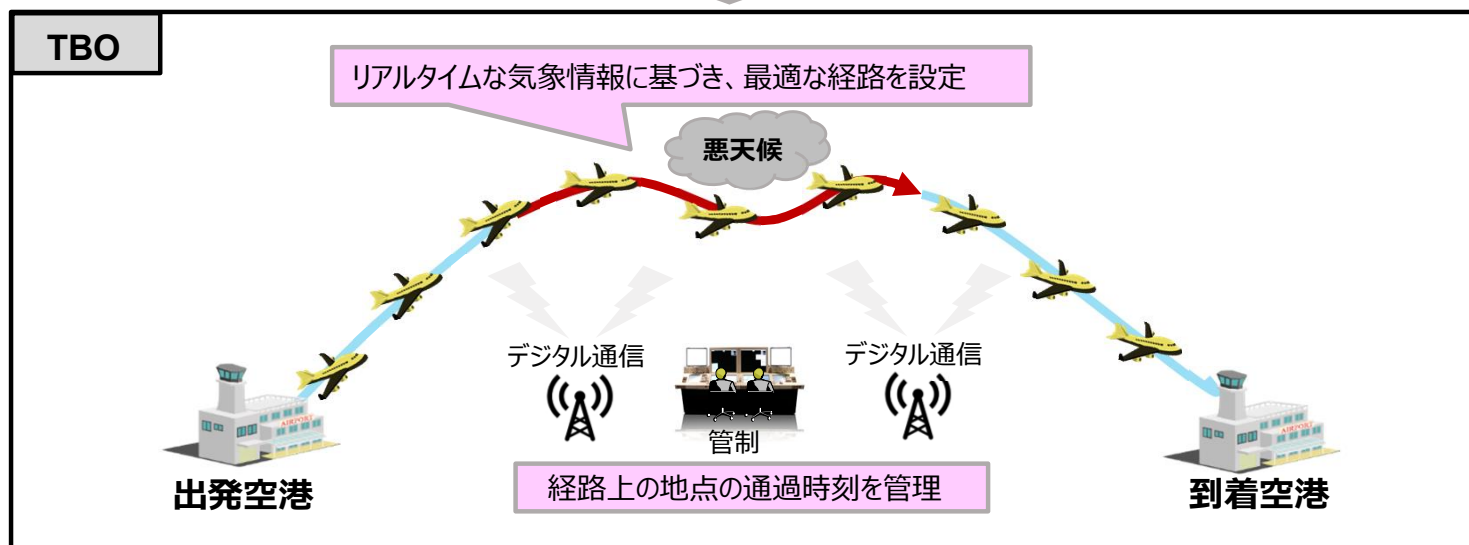 TBO
リアルタイムな気象情報に基づき、最適な経路を設定
悪天候
デジタル通信
デジタル通信
管制
AIRPORT
AIRPORT
出発空港
経路上の地点の通過時刻を管理
到着空港